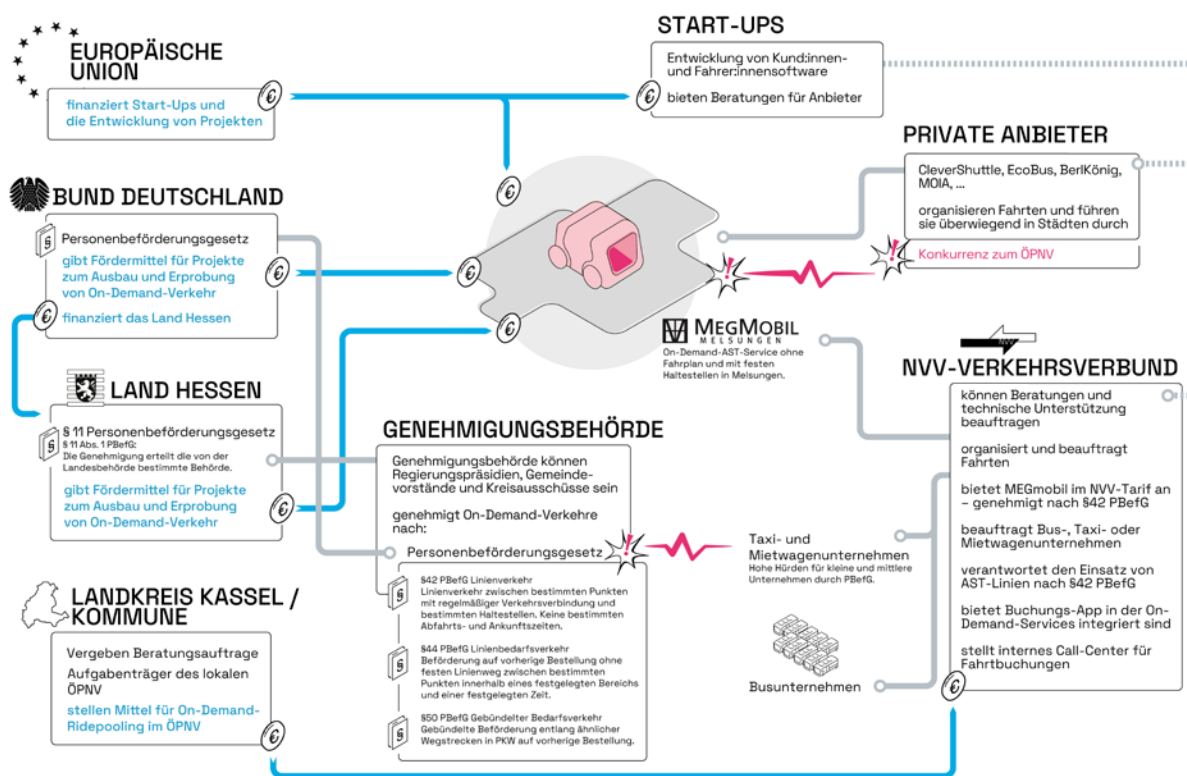 EUROPÄISCHE
UNION
finanziert Start-Ups und
die Entwicklung von Projekten
€
START-UPS
Entwicklung von Kund:innen-
und Fahrer:innensoftware
bieten Beratungen für Anbieter
€
€
PRIVATE ANBIETER
CleverShuttle, EcoBus, BerlKönig,
MOIA, ...
organisieren Fahrten und führen
sie überwiegend in Städten durch
! Konkurrenz zum ÖPNV
!
BUND DEUTSCHLAND
§ Personenbeförderungsgesetz
gibt Fördermittel für Projekte
zum Ausbau und Erprobung
von On-Demand-Verkehr
€
€
€ finanziert das Land Hessen
€
MEGMOBIL
MELSUNGEN
On-Demand-AST-Service ohne
Fahrplan und mit festen
Haltestellen in Melsungen.
LAND HESSEN
§ § 11 Personenbeförderungsgesetz
§ 11 Abs. 1 PBefG:
Die Genehmigung erteilt die von der
Landesbehörde bestimmte Behörde.
gibt Fördermittel für Projekte
zum Ausbau und Erprobung
von On-Demand-Verkehr
€
GENEHMIGUNGSBEHÖRDE
Genehmigungsbehörde können
Regierungspräsidien, Gemeinde-
vorstände und Kreisausschüsse sein
genehmigt On-Demand-Verkehre
nach:
Personenbeförderungsgesetz !
§ §42 PBefG Linienverkehr
Linienverkehr zwischen bestimmten Punkten
mit regelmäßiger Verkehrsverbindung und
bestimmten Haltestellen. Keine bestimmten
Abfahrts- und Ankunftszeiten.
§ §44 PBefG Linienbedarfsverkehr
Beförderung auf vorherige Bestellung ohne
festen Linienweg zwischen bestimmten
Punkten innerhalb eines festgelegten Bereichs
und einer festgelegten Zeit.
§ §50 PBefG Gebündelter Bedarfsverkehr
Gebündelte Beförderung entlang ähnlicher
Wegstrecken in PKW auf vorherige Bestellung.
Taxi- und
Mietwagenunternehmen
Hohe Hürden für kleine und mittlere
Unternehmen durch PBefG.
Busunternehmen
NVV
NVV-VERKEHRSVERBUND
können Beratungen und
technische Unterstützung
beauftragen
organisiert und beauftragt
Fahrten
bietet MEGmobil im NVV-Tarif an
– genehmigt nach §42 PBefG
beauftragt Bus-, Taxi- oder
Mietwagenunternehmen
verantwortet den Einsatz von
AST-Linien nach §42 PBefG
bietet Buchungs-App in der On-
Demand-Services integriert sind
stellt internes Call-Center für
Fahrtbuchungen
€
LANDKREIS KASSEL /
KOMMUNE
Vergeben Beratungsauftrage
Aufgabenträger des lokalen
ÖPNV
stellen Mittel für On-Demand-
Ridepooling im ÖPNV
€